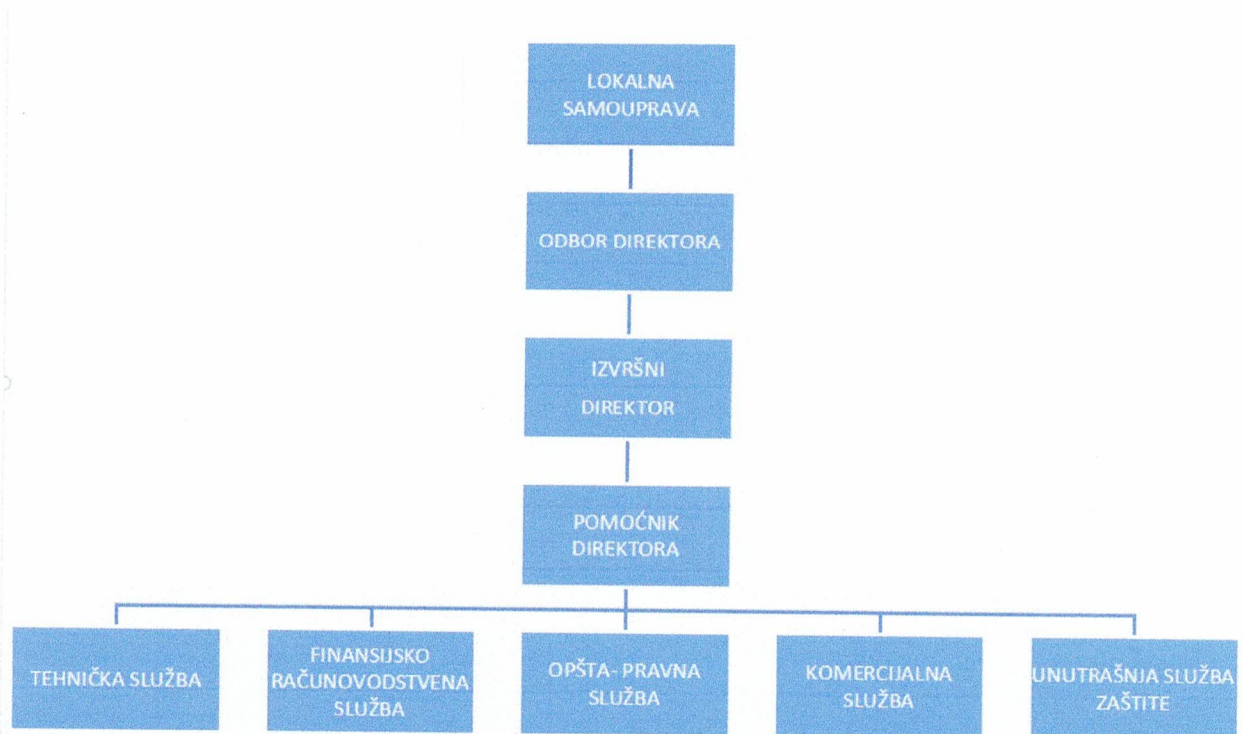 LOKALNA
SAMOUPRAVA
ODBOR DIREKTORA
IZVRŠNI
DIREKTOR
POMOĆNIK
DIREKTORA
TEHNIČKA SLUŽBA
FINANSIJSKO
RAČUNOVODSTVENA
SLUŽBA
OPŠTA- PRAVNA
SLUŽBA
KOMERCIJALNA
SLUŽBA
UNUTRAŠNJA SLUŽBA
ZAŠTITE